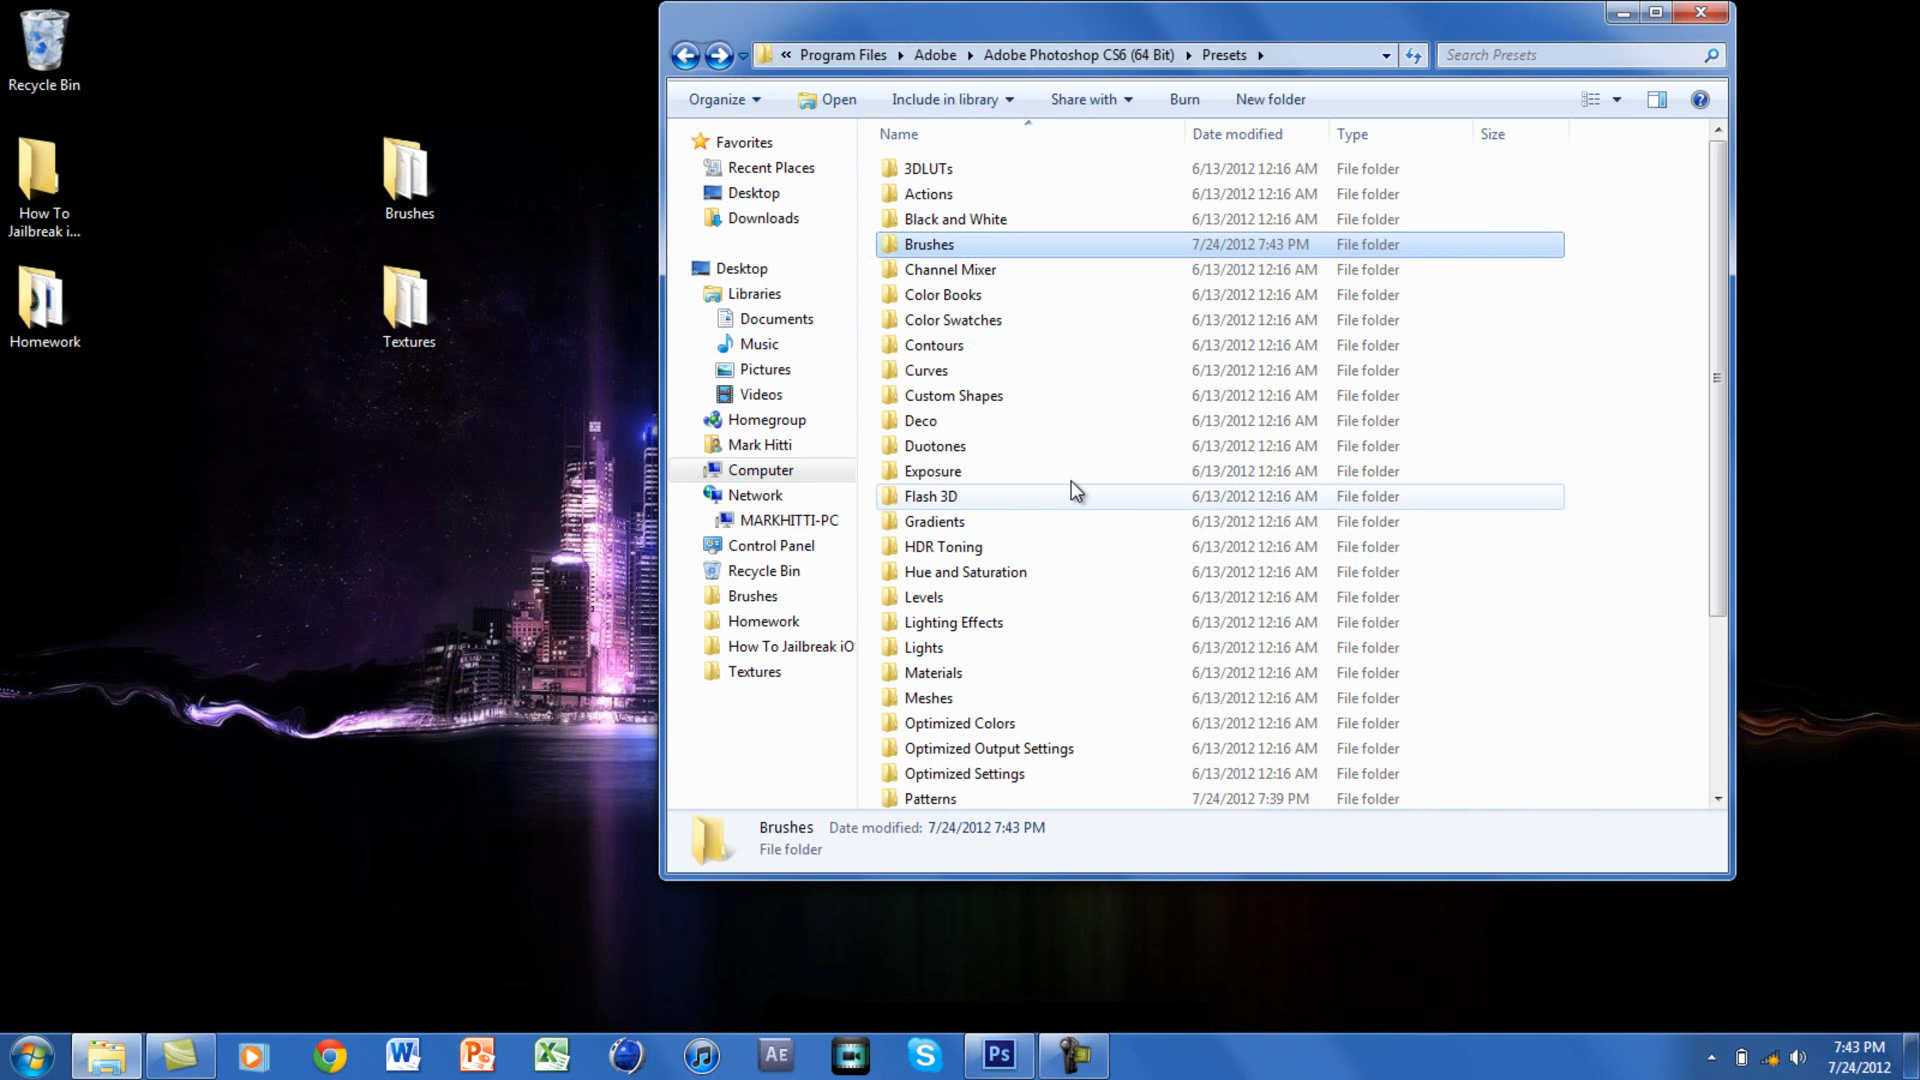 Recycle Bin
How To
Jailbreak i...
Homework
Brushes
Textures
« Program Files Adobe Adobe Photoshop CS6 (64 Bit) Presets
Search Presets
Organize Open Include in library Share with Burn New folder
Favorites
Recent Places
Desktop
Downloads
Desktop
Libraries
Documents
Music
Pictures
Videos
Homegroup
Mark Hitti
Computer
Network
MARKHITTI-PC
Control Panel
Recycle Bin
Brushes
Homework
How To Jailbreak iO
Textures
Name Date modified Type Size
3DLUTs 6/13/2012 12:16 AM File folder
Actions 6/13/2012 12:16 AM File folder
Black and White 6/13/2012 12:16 AM File folder
Brushes 7/24/2012 7:43 PM File folder
Channel Mixer 6/13/2012 12:16 AM File folder
Color Books 6/13/2012 12:16 AM File folder
Color Swatches 6/13/2012 12:16 AM File folder
Contours 6/13/2012 12:16 AM File folder
Curves 6/13/2012 12:16 AM File folder
Custom Shapes 6/13/2012 12:16 AM File folder
Deco 6/13/2012 12:16 AM File folder
Duotones 6/13/2012 12:16 AM File folder
Exposure 6/13/2012 12:16 AM File folder
Flash 3D 6/13/2012 12:16 AM File folder
Gradients 6/13/2012 12:16 AM File folder
HDR Toning 6/13/2012 12:16 AM File folder
Hue and Saturation 6/13/2012 12:16 AM File folder
Levels 6/13/2012 12:16 AM File folder
Lighting Effects 6/13/2012 12:16 AM File folder
Lights 6/13/2012 12:16 AM File folder
Materials 6/13/2012 12:16 AM File folder
Meshes 6/13/2012 12:16 AM File folder
Optimized Colors 6/13/2012 12:16 AM File folder
Optimized Output Settings 6/13/2012 12:16 AM File folder
Optimized Settings 6/13/2012 12:16 AM File folder
Patterns 7/24/2012 7:39 PM File folder
Brushes Date modified: 7/24/2012 7:43 PM
File folder
AE
Ps
7:43 PM
7/24/2012